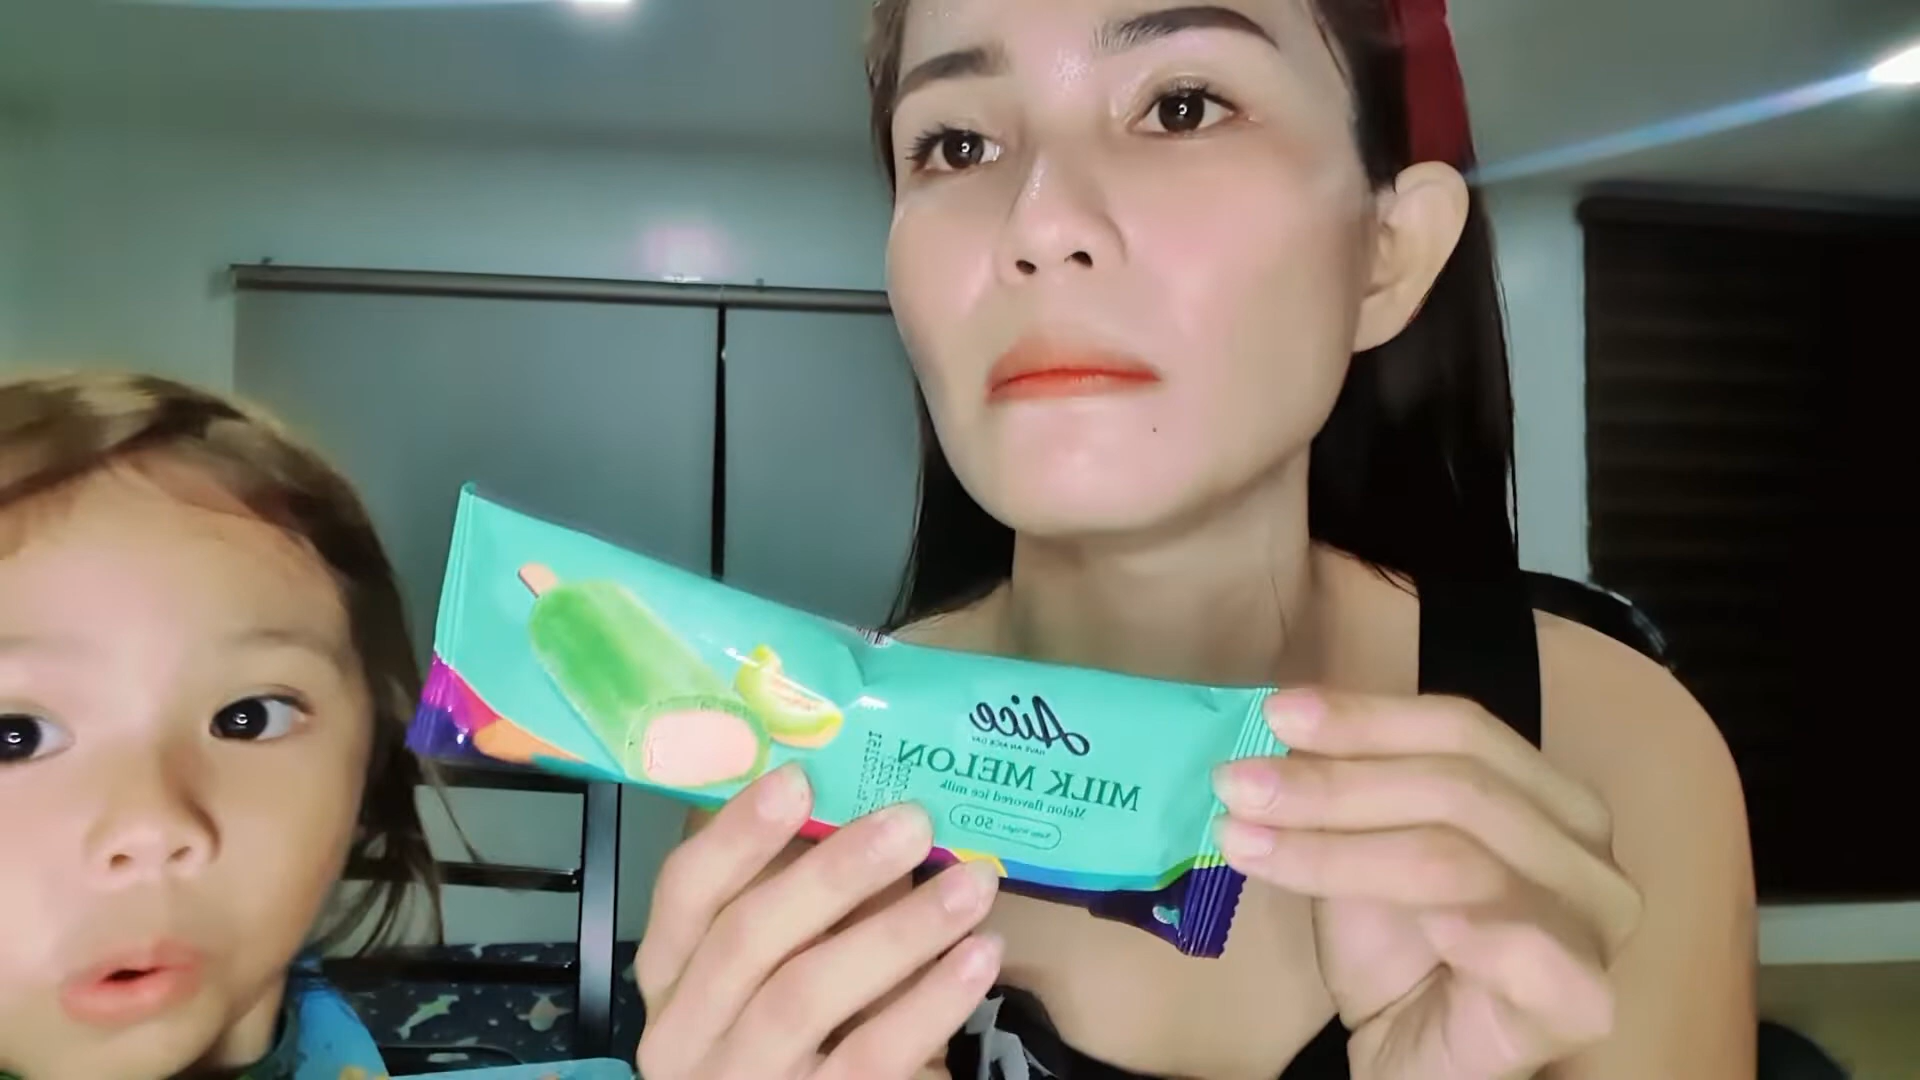 Aice
HAVE AN AICE DAY
MILK MELON
Melon flavored ice milk
50 g